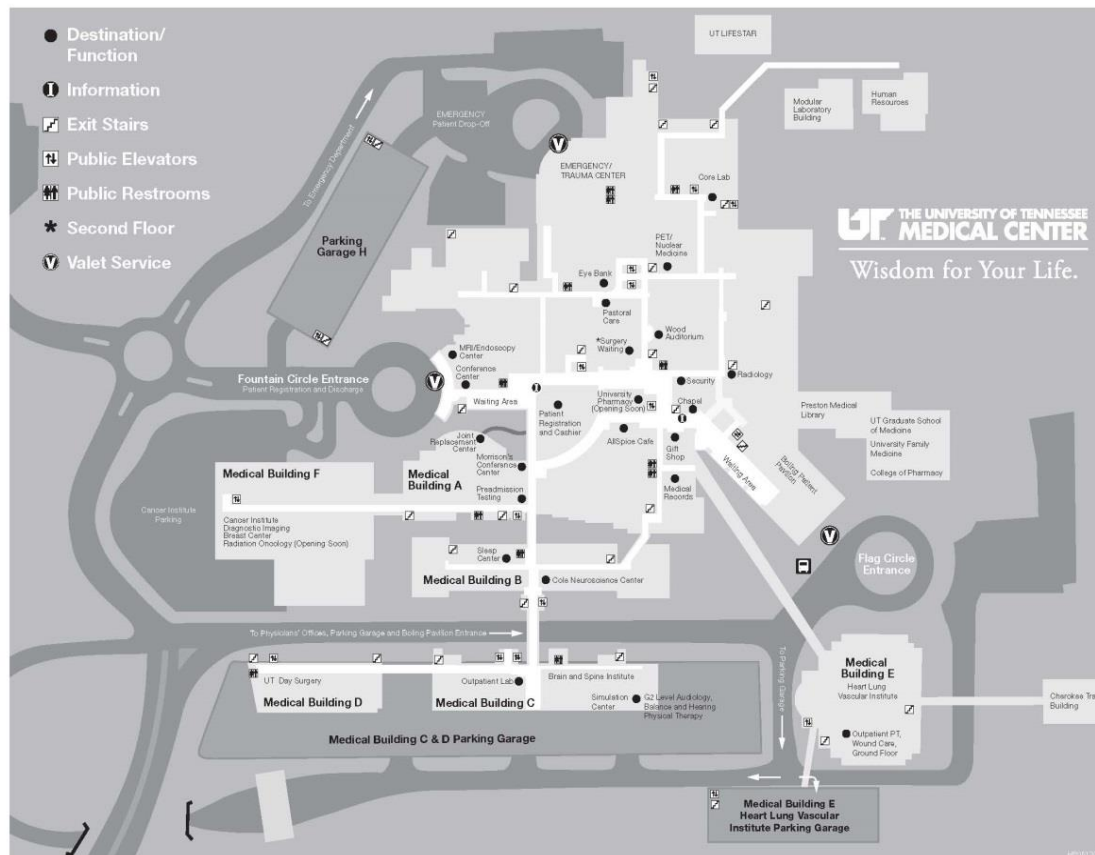 Destination/
Function
Information
Exit Stairs
Public Elevators
Public Restrooms
* Second Floor
Valet Service
UT LIFESTAR
Modular
Laboratory
Building
Human
Resources
EMERGENCY
Patient Drop-Off
To Emergency Department
EMERGENCY/
TRAUMA CENTER
Core Lab
UT
THE UNIVERSITY OF TENNESSEE
MEDICAL CENTER
Wisdom for Your Life.
Parking
Garage H
PET/
Nuclear
Medicine
Eye Bank
Pastoral
Care
Wood
Auditorium
*Surgery
Waiting
MRI/Endoscopy
Center
Conference
Center
Fountain Circle Entrance
Patient Registration and Discharge
Waiting Area
Security
Radiology
University
Pharmacy
(Opening Soon)
Chapel
Patient
Registration
and Cashier
AllSpice Cafe
Gift
Shop
Preston Medical
Library
UT Graduate School
of Medicine
University Family
Medicine
College of Pharmacy
Joint
Replacement
Center
Morrison's
Conference
Center
Waiting Area
Boling Patient
Pavilion
Medical Building F
Medical
Building A
Preadmission
Testing
Medical
Records
Cancer Institute
Parking
Cancer Institute
Diagnostic Imaging
Breast Center
Radiation Oncology (Opening Soon)
Sleep
Center
Medical Building B
Cole Neuroscience Center
Flag Circle
Entrance
To Physicians' Offices, Parking Garage and Boling Pavilion Entrance
To Parking Garage
Medical
Building E
Heart Lung
Vascular
Institute
UT Day Surgery
Outpatient Lab
Brain and Spine Institute
Medical Building D
Medical Building C
Simulation
Center
G2 Level Audiology,
Balance and Hearing
Physical Therapy
Cherokee Tra
Building
Outpatient PT,
Wound Care,
Ground Floor
Medical Building C & D Parking Garage
Medical Building E
Heart Lung Vascular
Institute Parking Garage